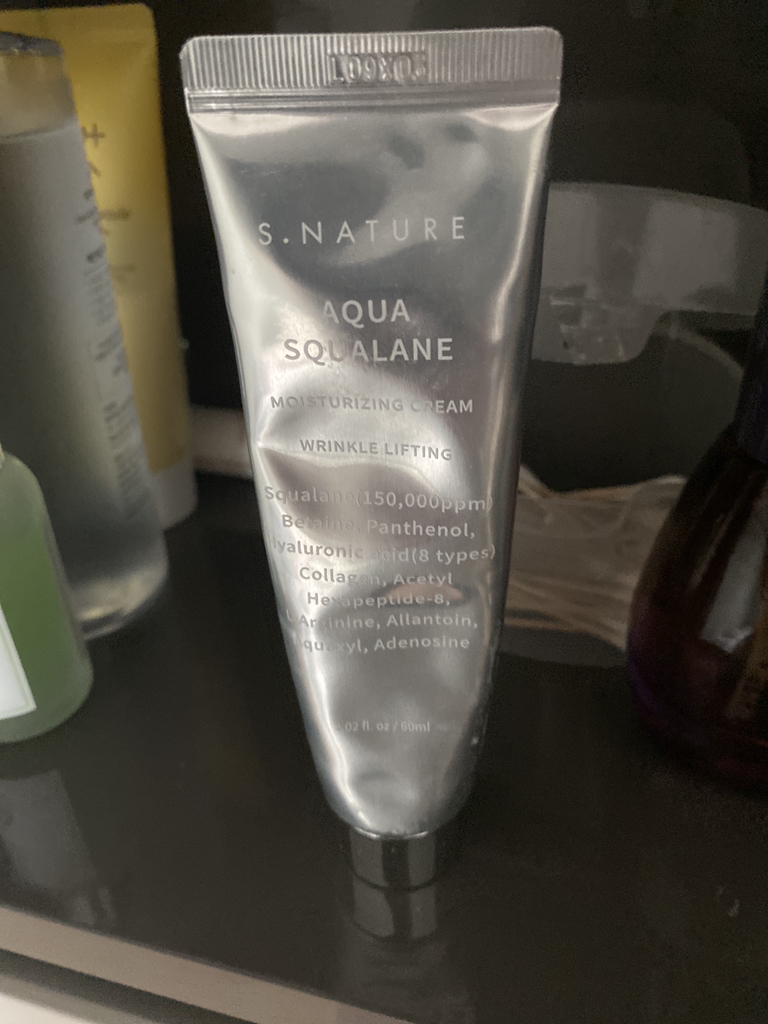 S.NATURE
AQUA
SQUALANE
MOISTURIZING CREAM
WRINKLE LIFTING
Squalane(150,000ppm)
Betaine, Panthenol,
Hyaluronic acid(8 types)
Collagen, Acetyl
Hexapeptide-8,
L-Arginine, Allantoin,
Aquaxyl, Adenosine
02 fl. oz / 60ml